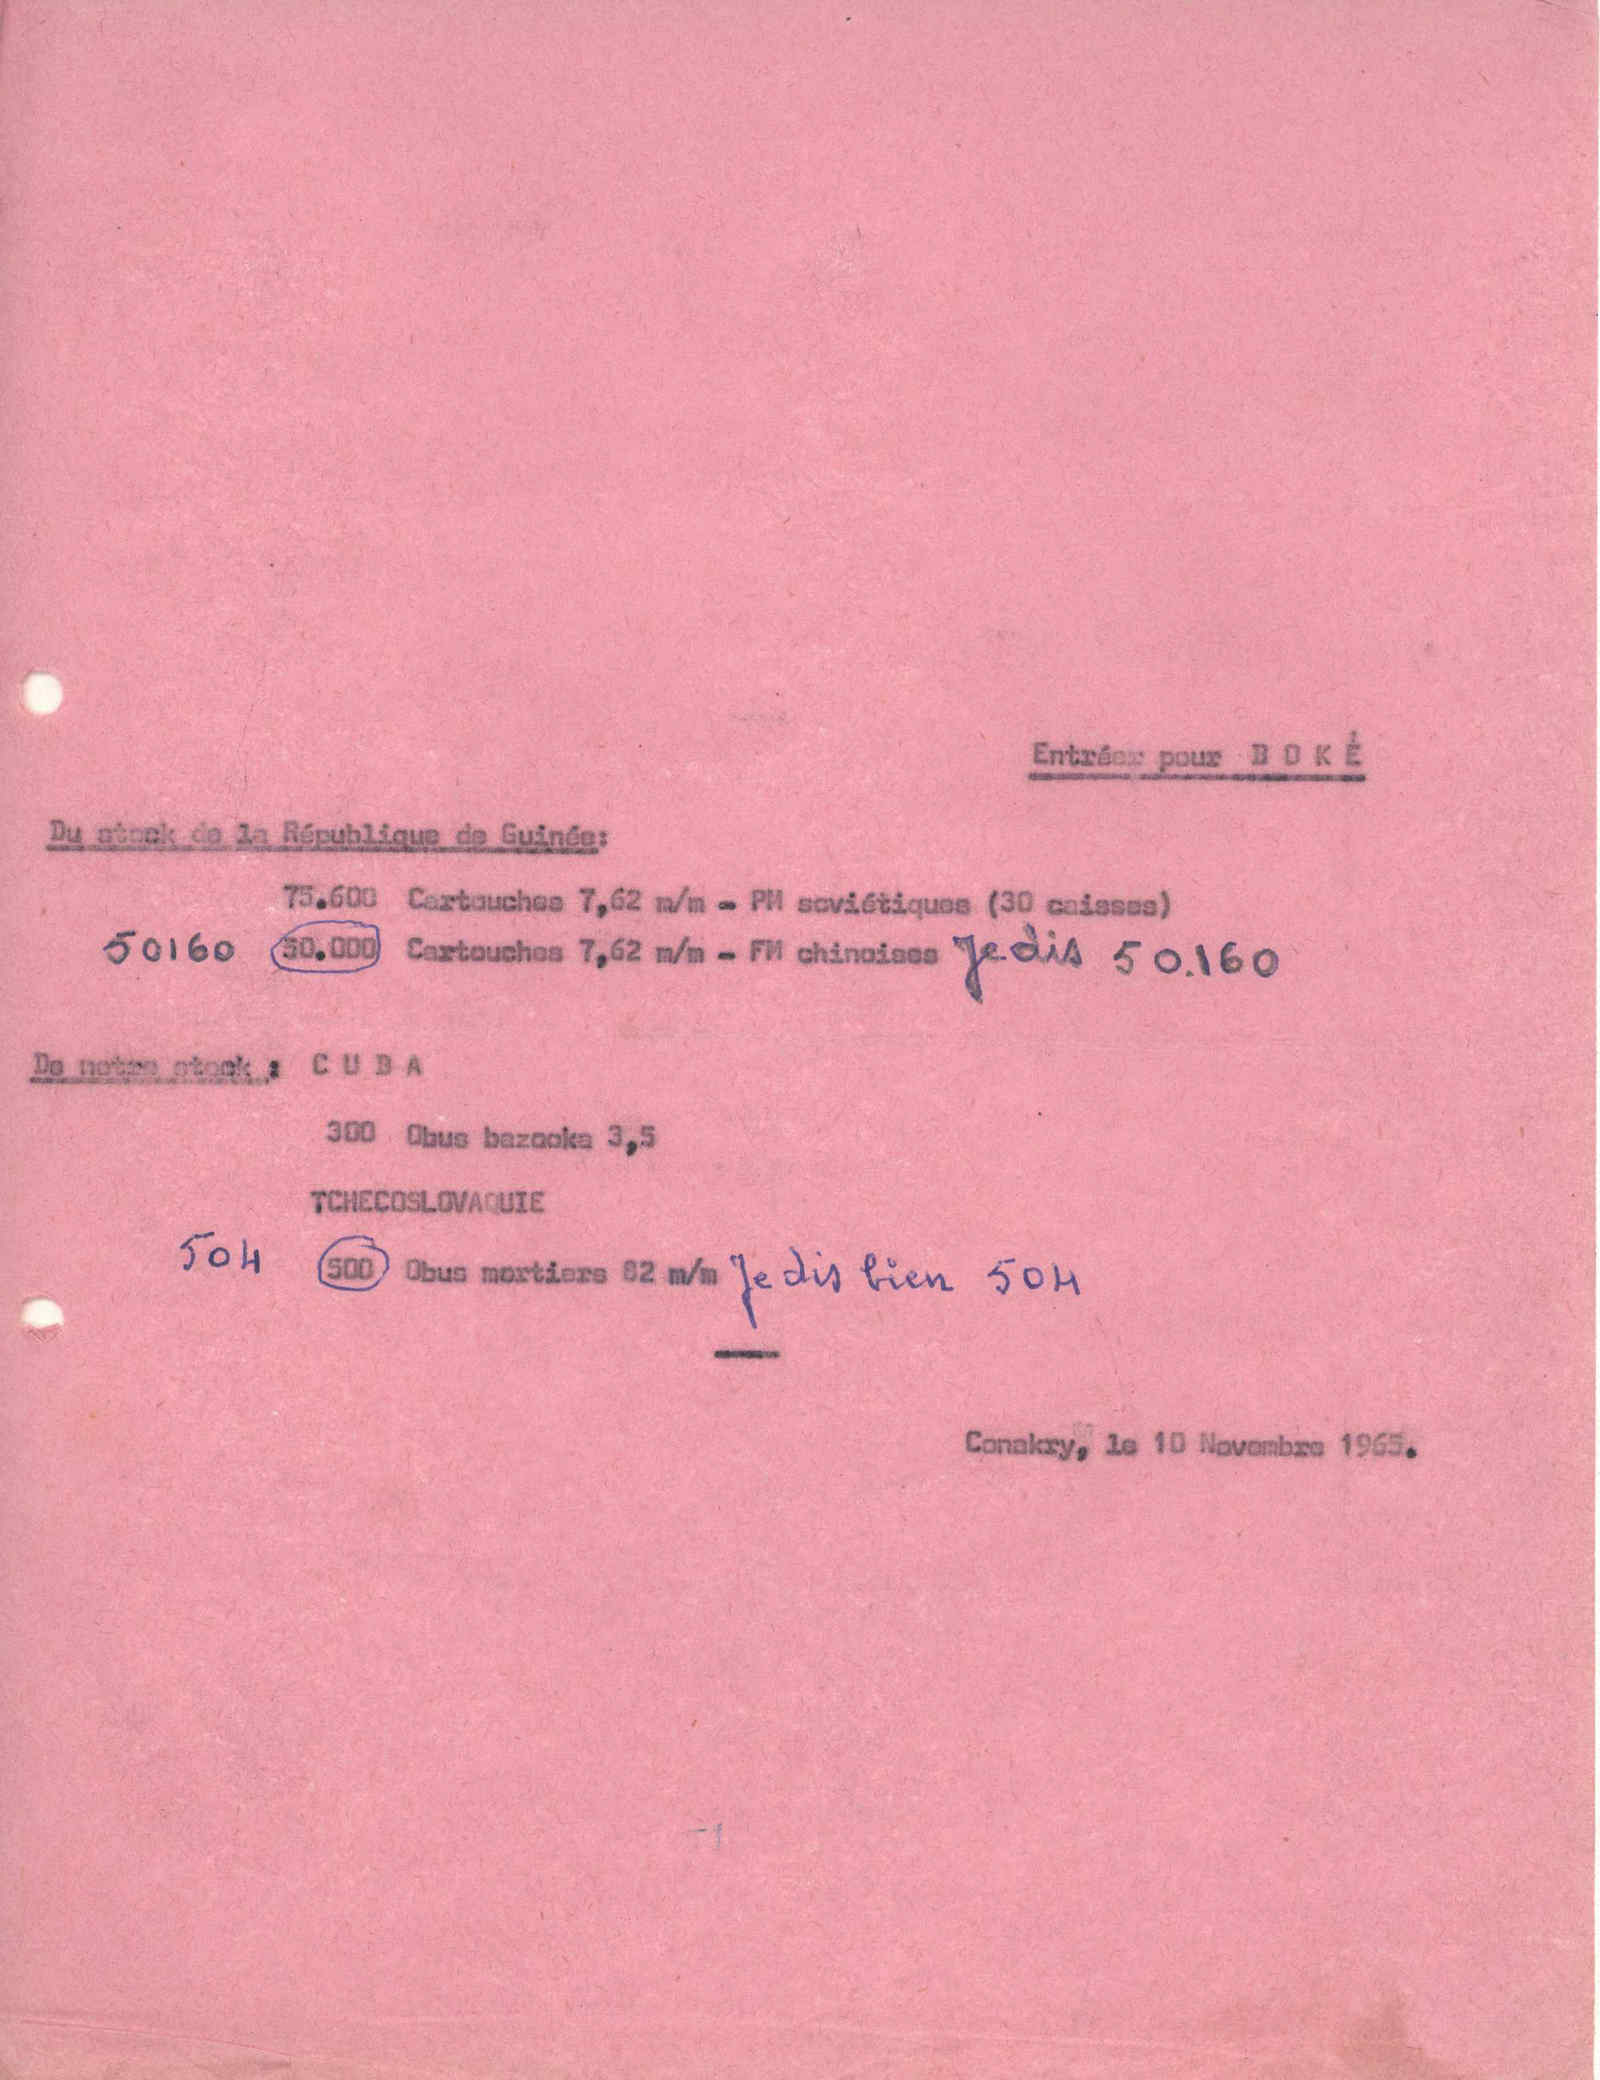 Entrées pour B O K É
Du stock de la République de Guinée:
75.600 Cartouches 7,62 m/m - PM soviétiques (30 caisses)
50160 50.000 Cartouches 7,62 m/m - FM chinoises Je dis 50.160
De notre stock : C U B A
300 Obus bazooka 3,5
TCHECOSLOVAQUIE
504 500 Obus mortiers 82 m/m Je dis bien 504
Conakry, le 10 Novembre 1965.